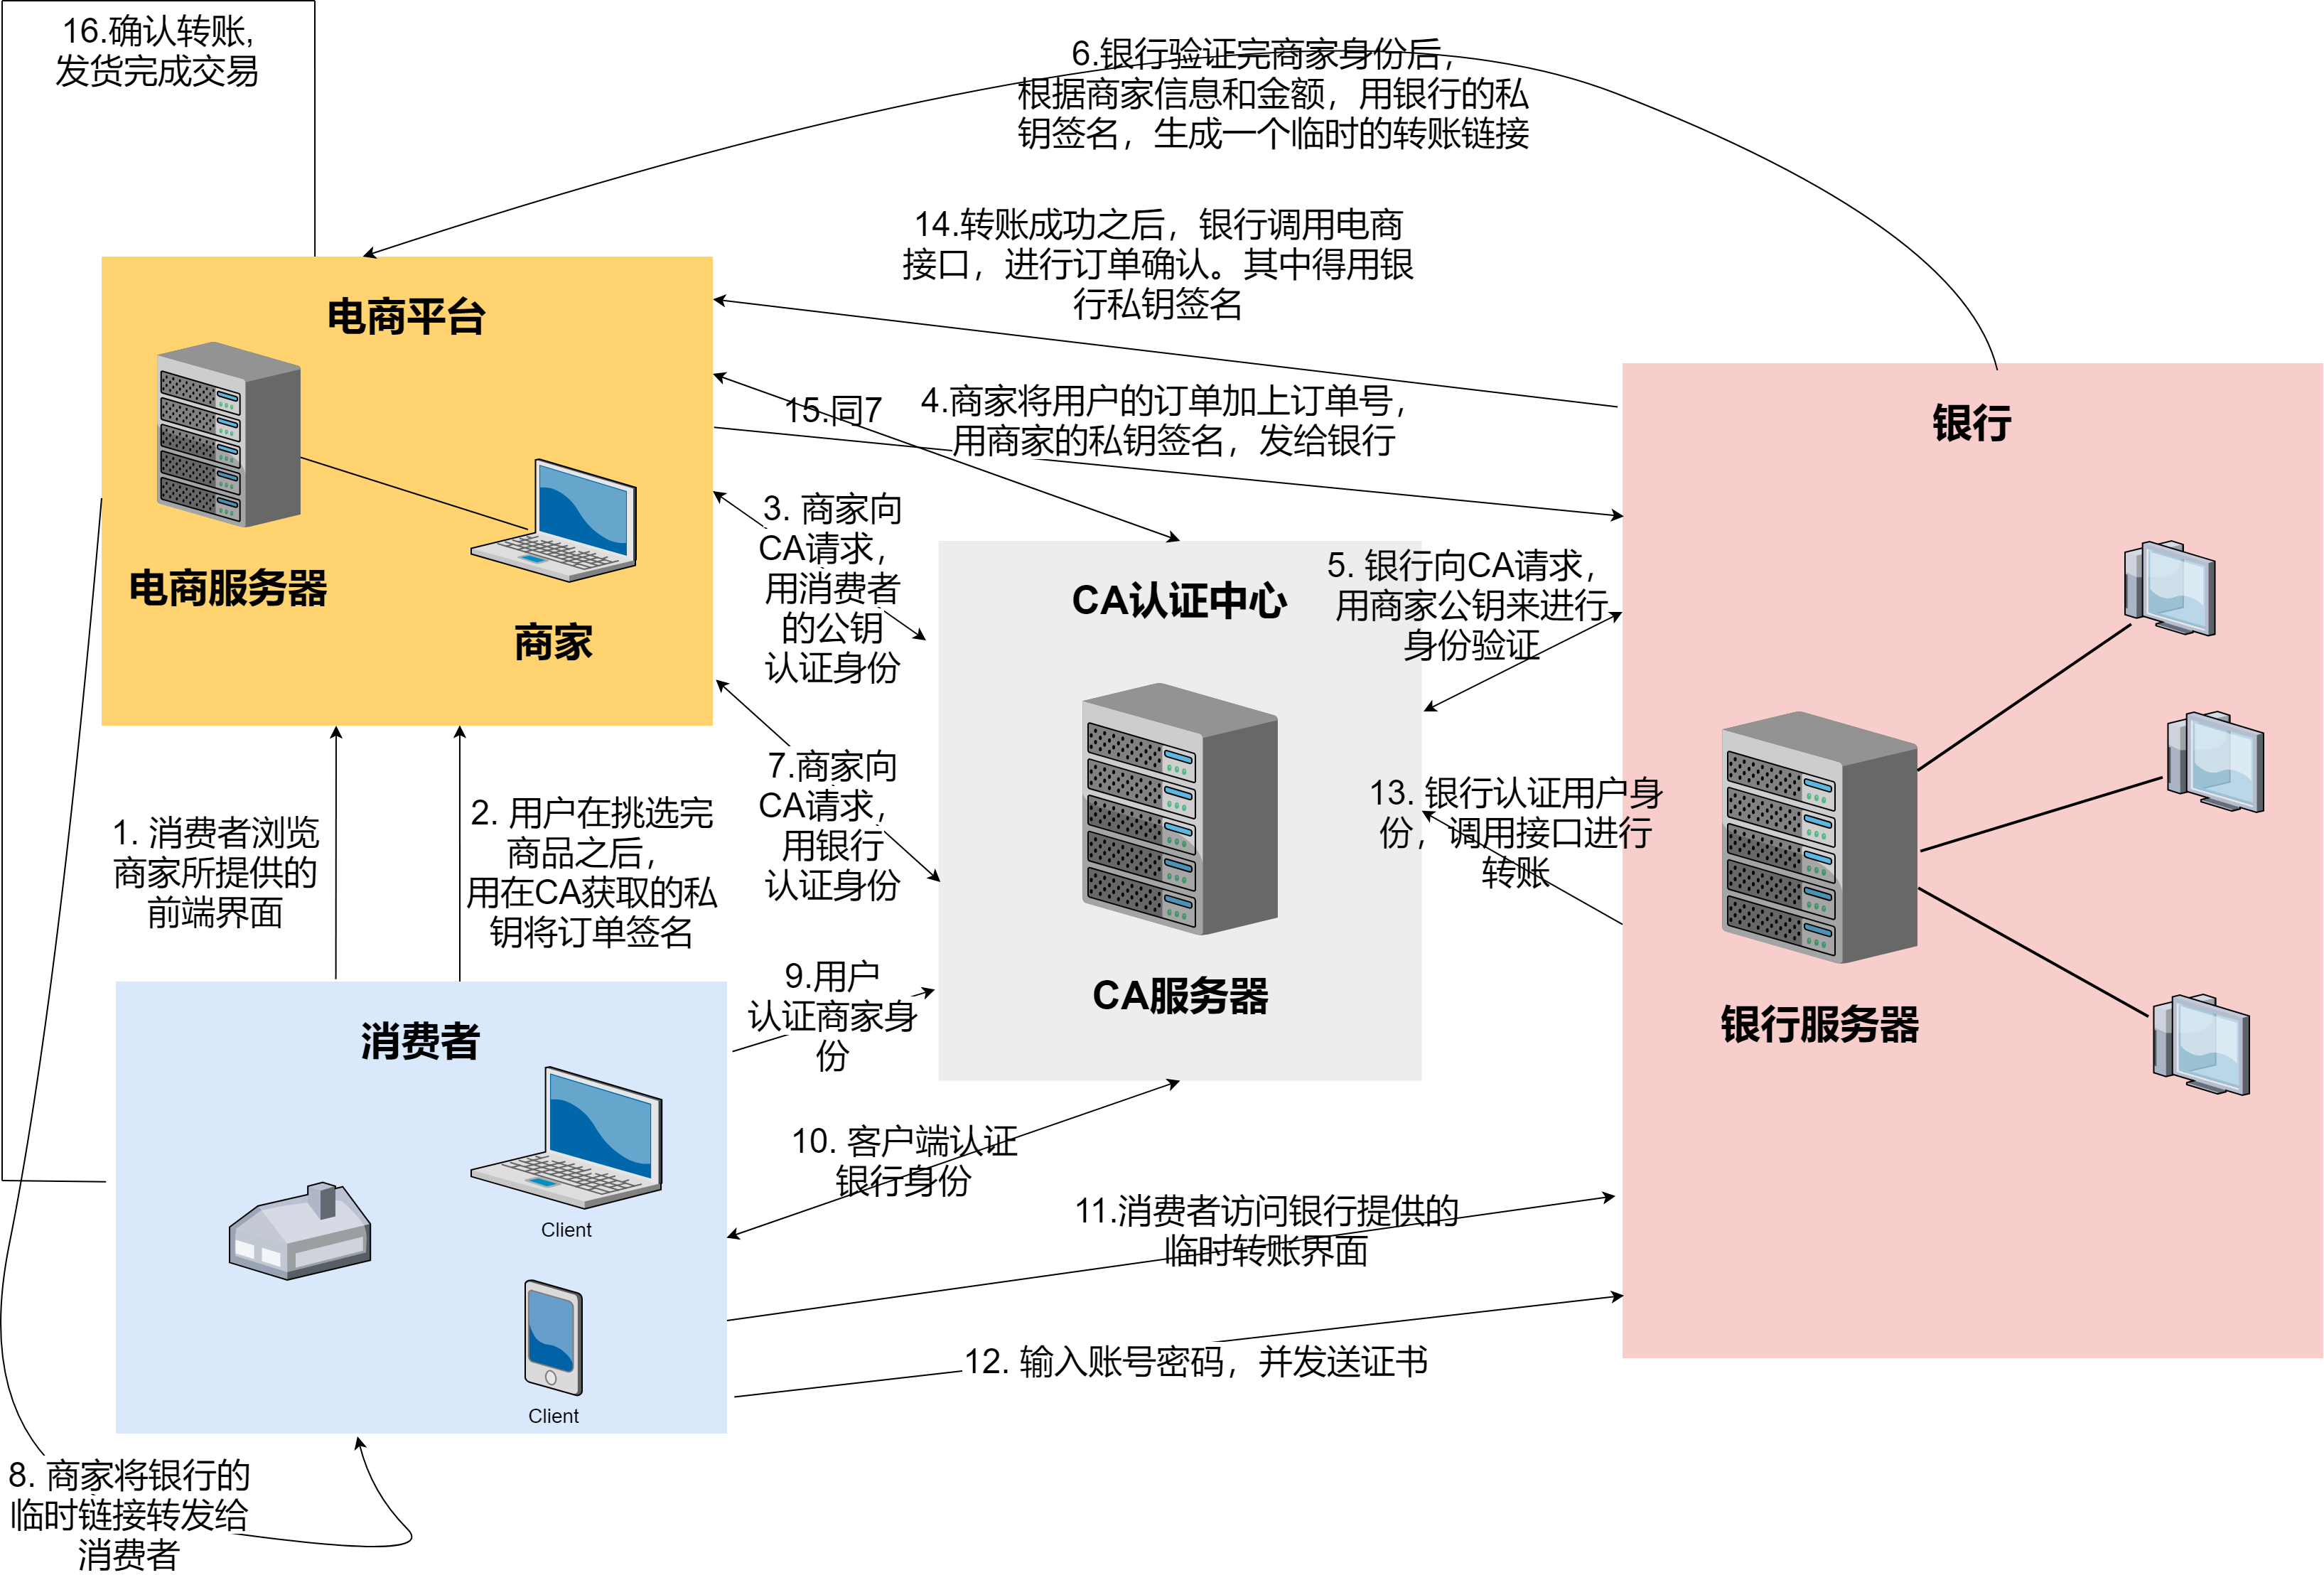 16.确认转账,
发货完成交易
6.银行验证完商家身份后，
根据商家信息和金额，用银行的私
钥签名，生成一个临时的转账链接
14.转账成功之后，银行调用电商
接口，进行订单确认。其中得用银
行私钥签名
电商平台
15.同7
4.商家将用户的订单加上订单号，
用商家的私钥签名，发给银行
银行
电商服务器
商家
3. 商家向
CA请求，
用消费者
的公钥
认证身份
CA认证中心
5. 银行向CA请求，
用商家公钥来进行
身份验证
7.商家向
CA请求，
用银行
认证身份
13. 银行认证用户身
份，调用接口进行
转账
1. 消费者浏览
商家所提供的
前端界面
2. 用户在挑选完
商品之后，
用在CA获取的私
钥将订单签名
9.用户
认证商家身
份
CA服务器
银行服务器
消费者
Client
Client
10. 客户端认证
银行身份
11.消费者访问银行提供的
临时转账界面
12. 输入账号密码，并发送证书
8. 商家将银行的
临时链接转发给
消费者